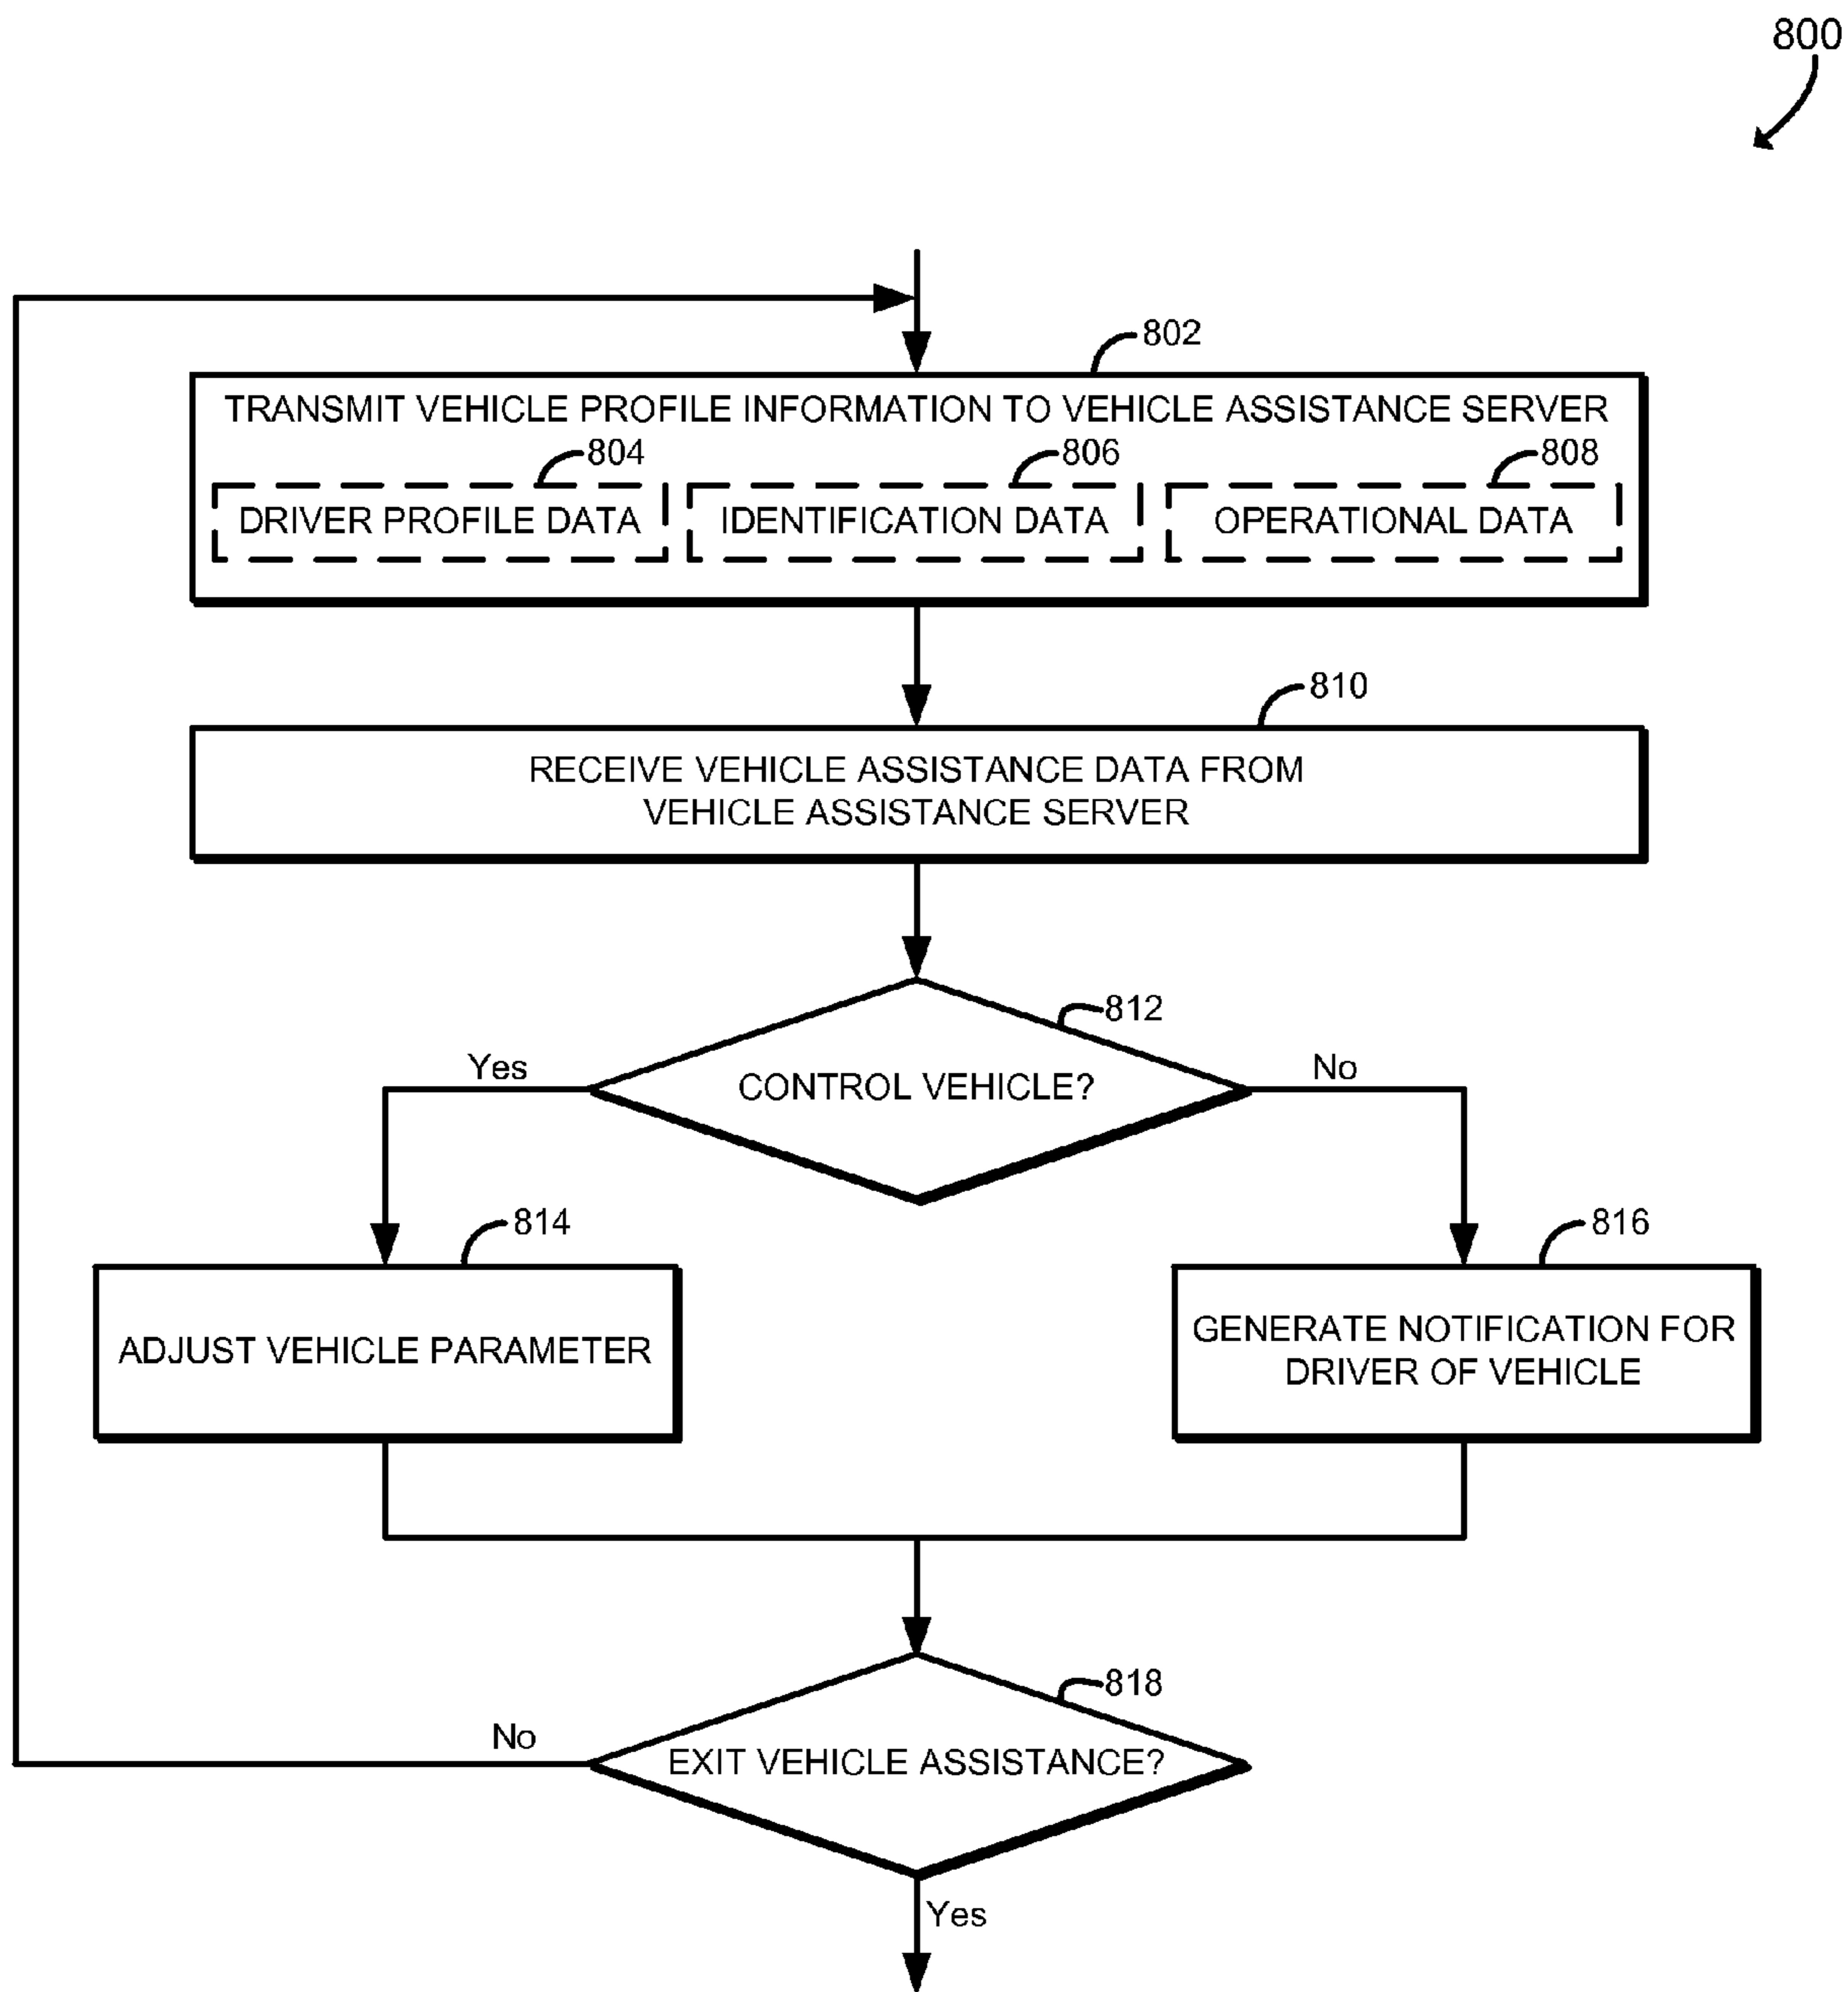 800
802
TRANSMIT VEHICLE PROFILE INFORMATION TO VEHICLE ASSISTANCE SERVER
804
806
808
DRIVER PROFILE DATA
IDENTIFICATION DATA
OPERATIONAL DATA
810
RECEIVE VEHICLE ASSISTANCE DATA FROM
VEHICLE ASSISTANCE SERVER
812
Yes
CONTROL VEHICLE?
No
814
816
ADJUST VEHICLE PARAMETER
GENERATE NOTIFICATION FOR
DRIVER OF VEHICLE
818
No
EXIT VEHICLE ASSISTANCE?
Yes